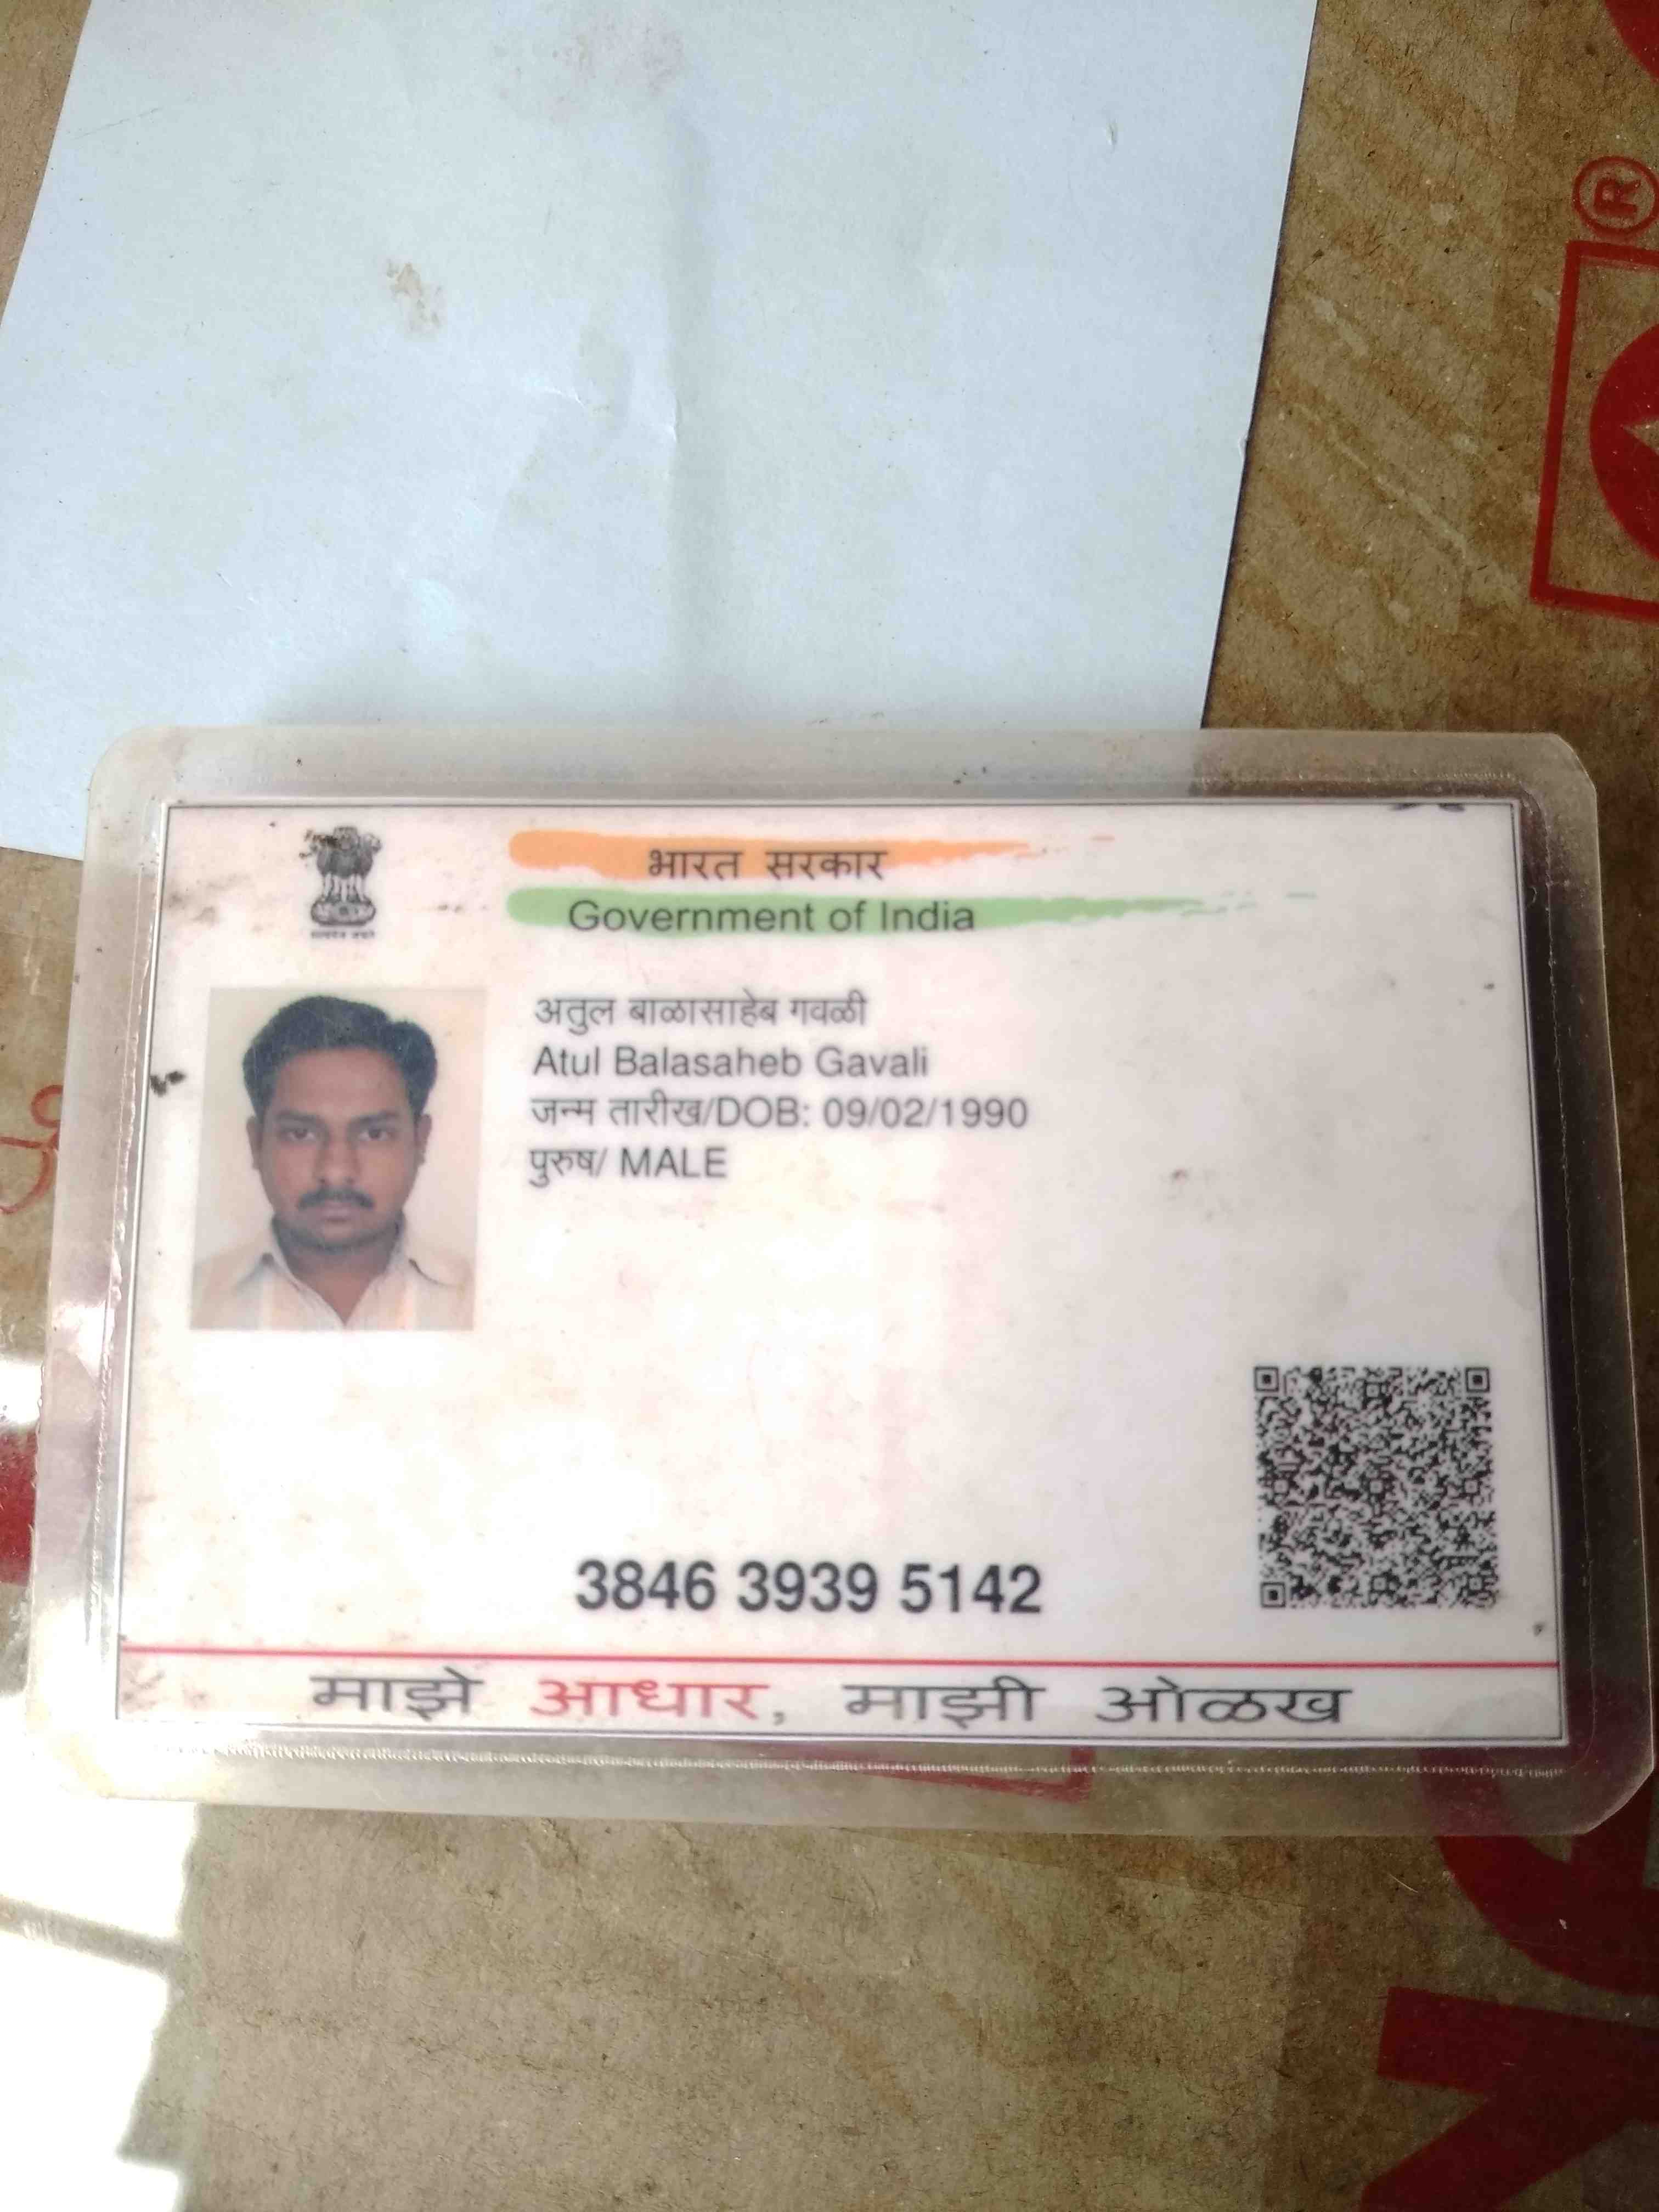 भारत सरकार
Government of India
अतुल बाळासाहेब गवळी
Atul Balasaheb Gavali
जन्म तारीख/DOB: 09/02/1990
पुरुष/ MALE
3846 3939 5142
माझे आधार, माझी ओळख
®